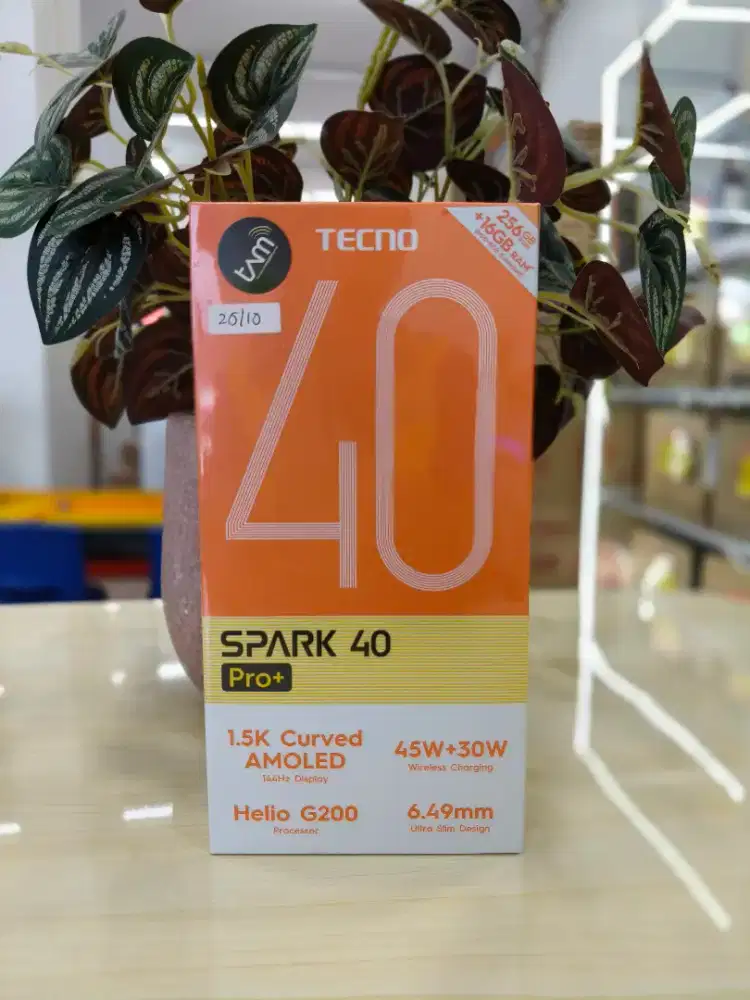 TAM
TECNO
256GB
+16GB RAM*
20/10
40
SPARK 40
Pro+
1.5K Curved
AMOLED
144Hz Display
45W+30W
Wireless Charging
Helio G200
Processor
6.49mm
Ultra Slim Design